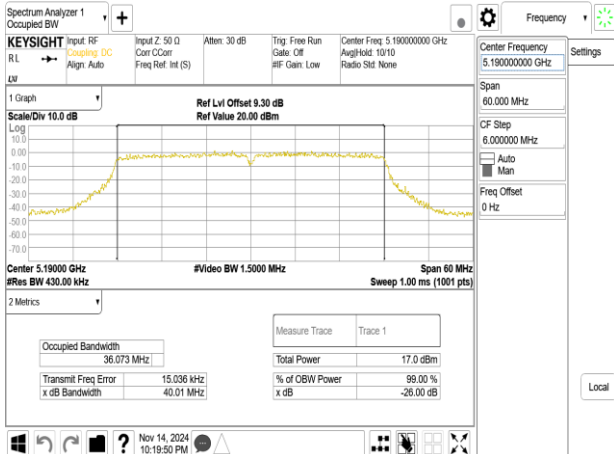 Spectrum Analyzer 1
Occupied BW
Frequency
KEYSIGHT
RL
LXI
Input: RF
Coupling: DC
Align: Auto
Input Z: 50 Ω
Corr CCorr
Freq Ref: Int (S)
Atten: 30 dB
Trig: Free Run
Gate: Off
#IF Gain: Low
Center Freq: 5.190000000 GHz
Avg|Hold: 10/10
Radio Std: None
Center Frequency
5.190000000 GHz
Settings
Span
60.000 MHz
CF Step
6.000000 MHz
Auto
Man
Freq Offset
0 Hz
Local
1 Graph
Scale/Div 10.0 dB
Ref Lvl Offset 9.30 dB
Ref Value 20.00 dBm
Log
10.0
0.00
-10.0
-20.0
-30.0
-40.0
-50.0
-60.0
-70.0
Center 5.19000 GHz
#Video BW 1.5000 MHz
Span 60 MHz
#Res BW 430.00 kHz
Sweep 1.00 ms (1001 pts)
2 Metrics
Measure Trace Trace 1
Occupied Bandwidth
36.073 MHz
Total Power 17.0 dBm
Transmit Freq Error 15.036 kHz
% of OBW Power 99.00 %
x dB Bandwidth 40.01 MHz
x dB -26.00 dB
Nov 14, 2024
10:19:50 PM